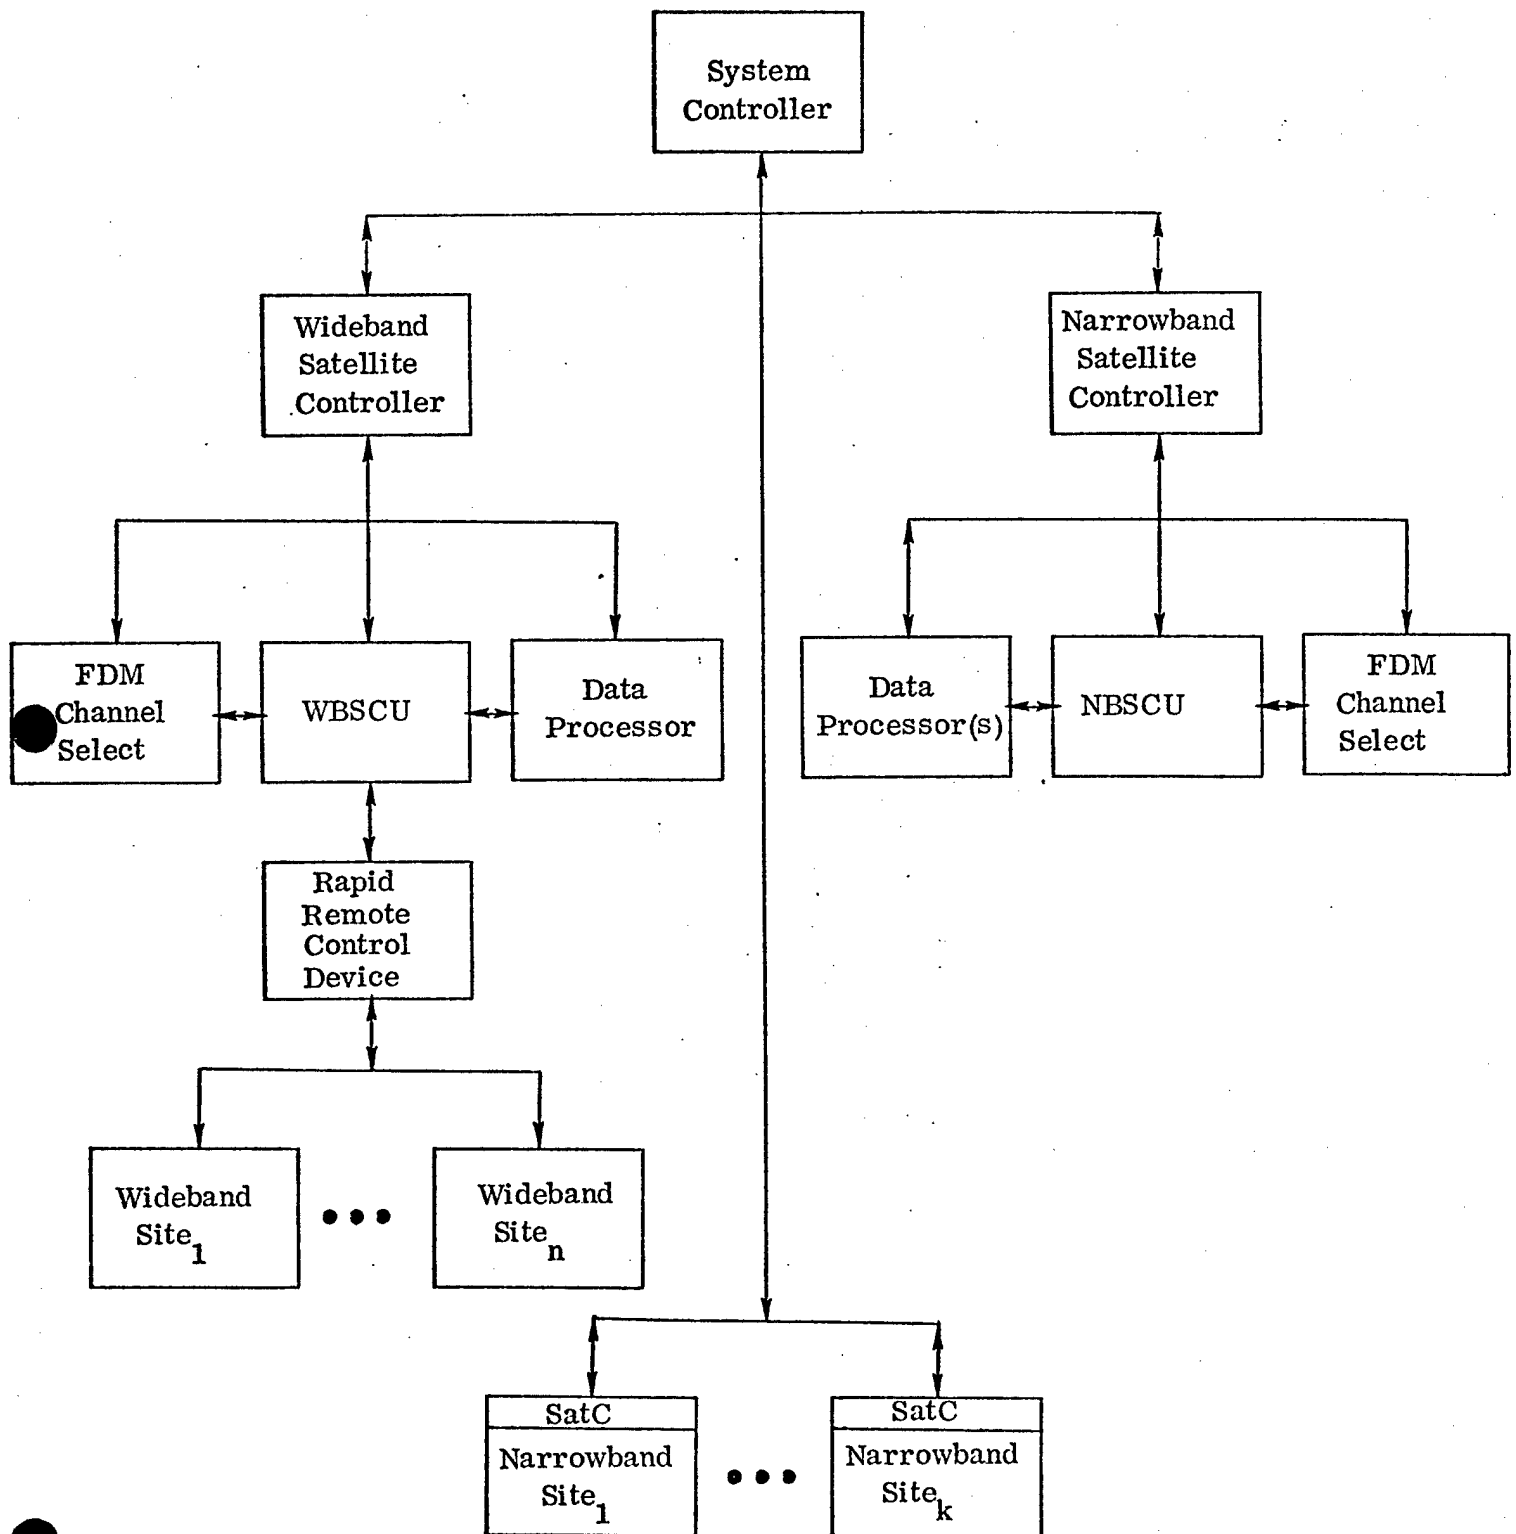 System
Controller
Wideband
Satellite
Controller
Narrowband
Satellite
Controller
FDM
Channel
Select
WBSCU
Data
Processor
Data
Processor(s)
NBSCU
FDM
Channel
Select
Rapid
Remote
Control
Device
Wideband
Site1
Wideband
Siten
SatC
Narrowband
Site1
SatC
Narrowband
Sitek